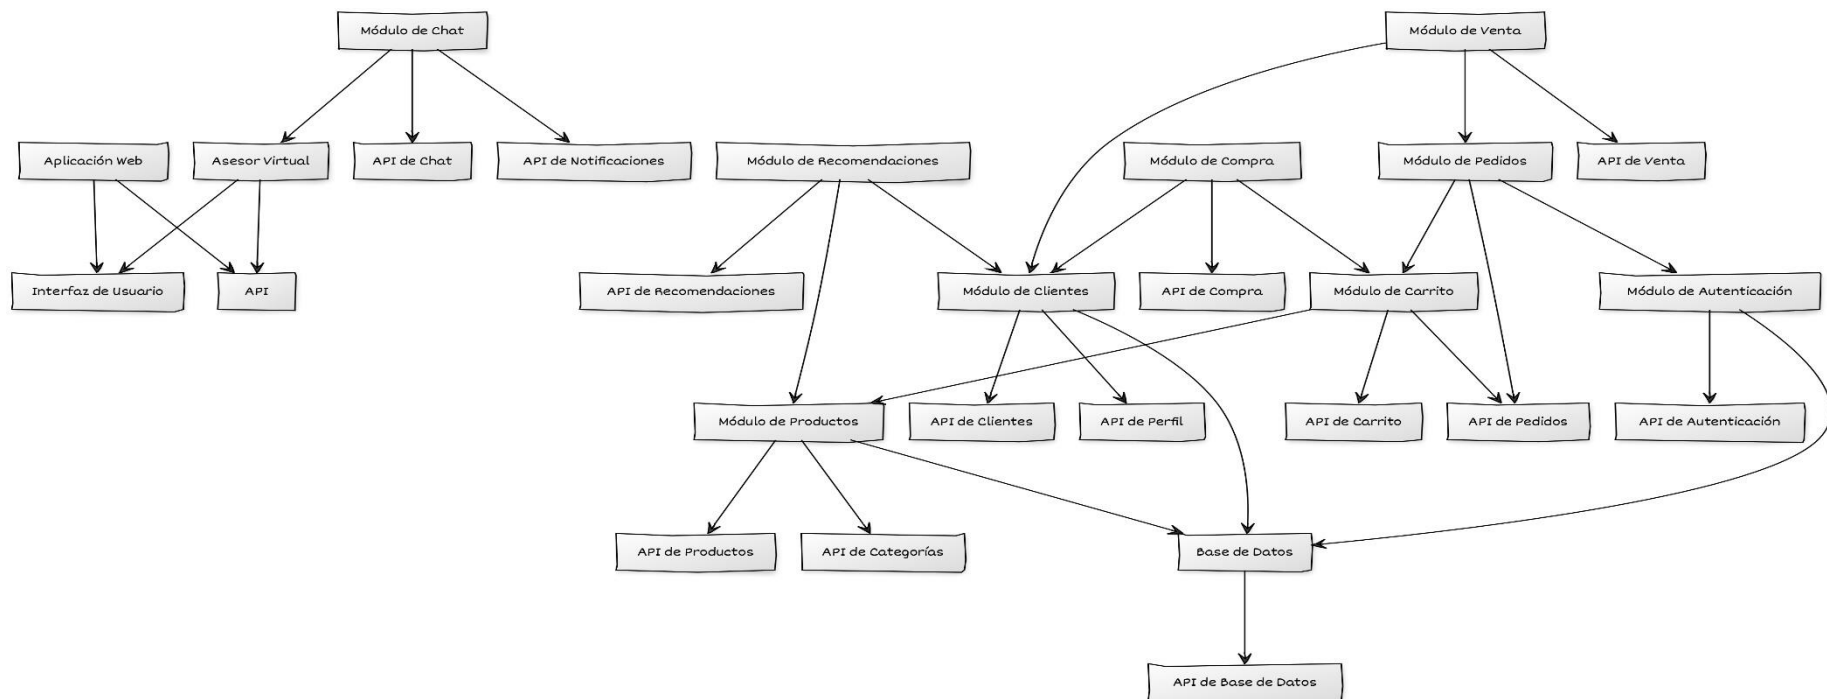 Módulo de Chat
Módulo de Venta
Aplicación Web
Asesor Virtual
API de Chat
API de Notificaciones
Módulo de Recomendaciones
Módulo de Compra
Módulo de Pedidos
API de Venta
Interfaz de Usuario
API
API de Recomendaciones
Módulo de Clientes
API de Compra
Módulo de Carrito
Módulo de Autenticación
Módulo de Productos
API de Clientes
API de Perfil
API de Carrito
API de Pedidos
API de Autenticación
API de Productos
API de Categorías
Base de Datos
API de Base de Datos